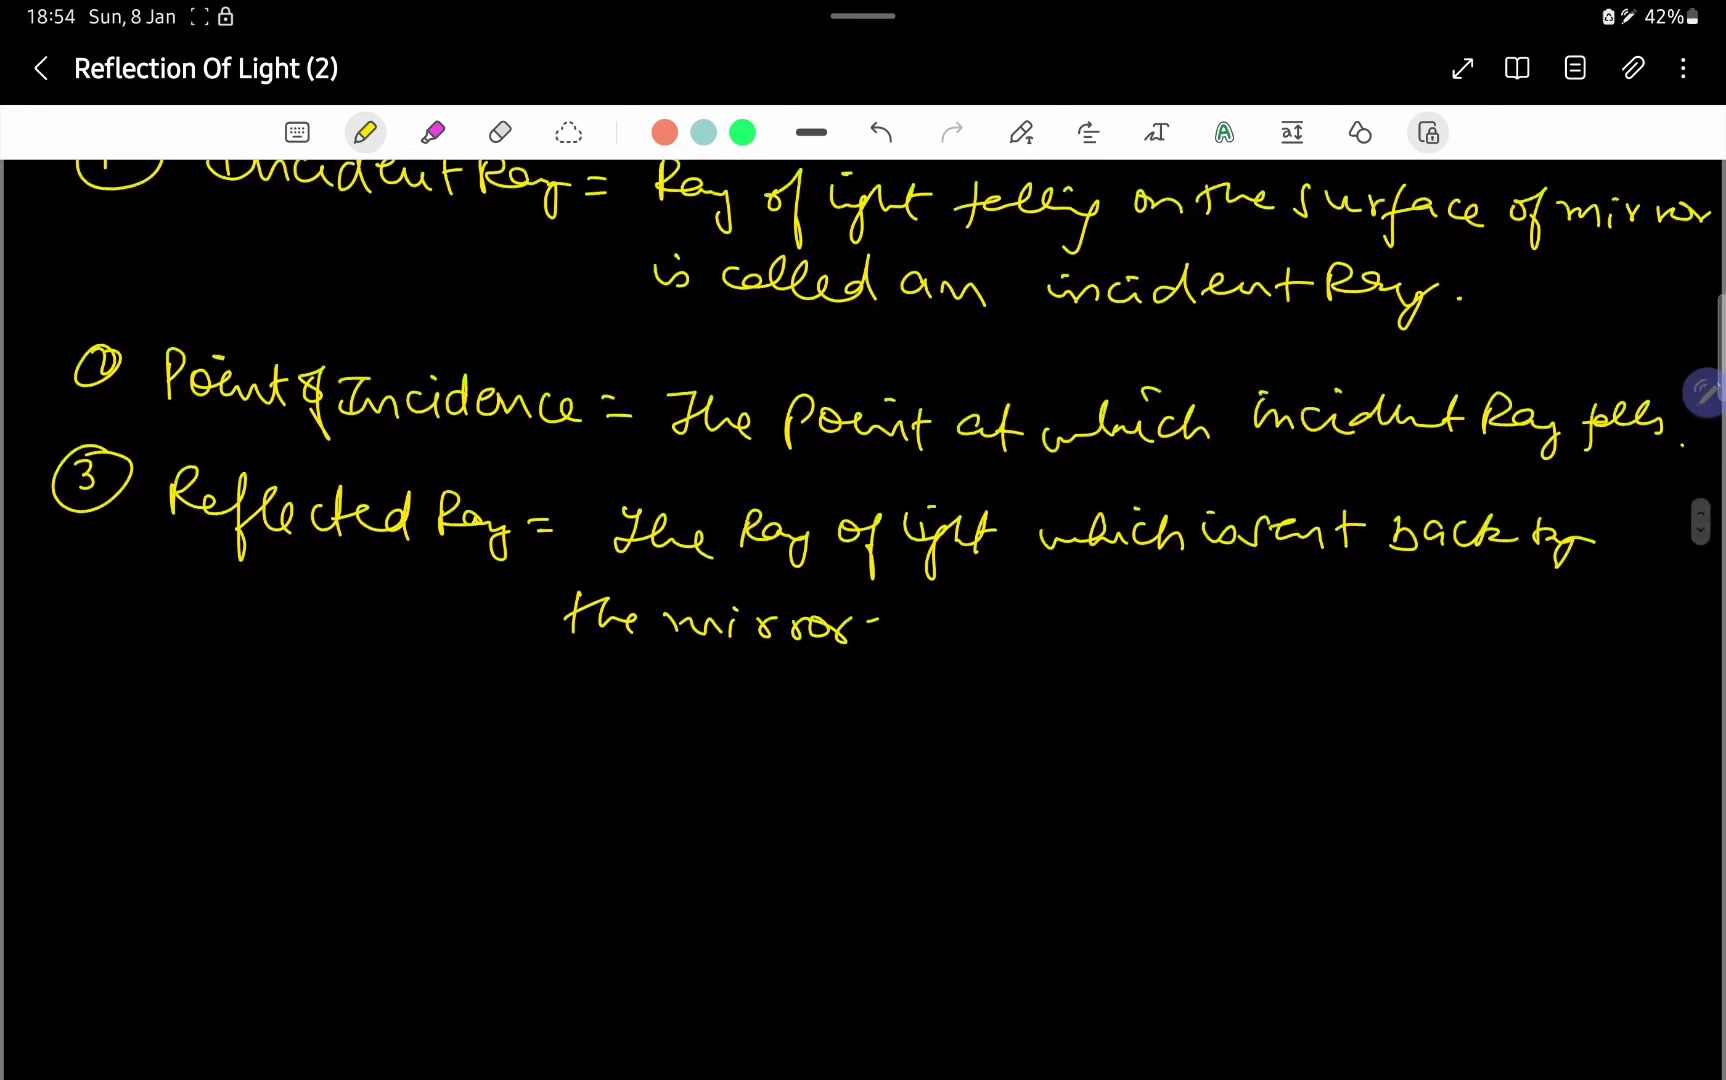 18:54 Sun, 8 Jan 42%
Reflection Of Light (2)
① Incident Ray = Ray of light falling on the surface of mirror
is called an incident Ray.
② Point of Incidence = The point at which incident Ray falls.
③ Reflected Ray = The Ray of light which is sent back by
the mirror-